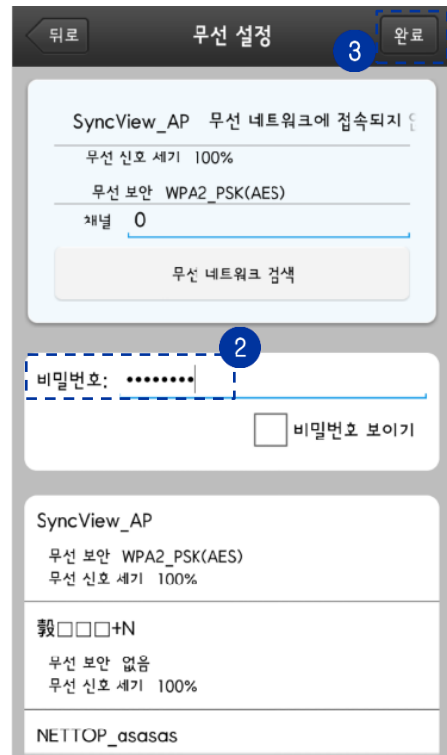 뒤로
무선 설정
3
완료
SyncView_AP 무선 네트워크에 접속되지
무선 신호 세기 100%
무선 보안 WPA2_PSK(AES)
채널 0
무선 네트워크 검색
2
비밀번호: ••••••••
비밀번호 보이기
SyncView_AP
무선 보안 WPA2_PSK(AES)
무선 신호 세기 100%
□□□+N
무선 보안 없음
무선 신호 세기 100%
NETTOP_asasas